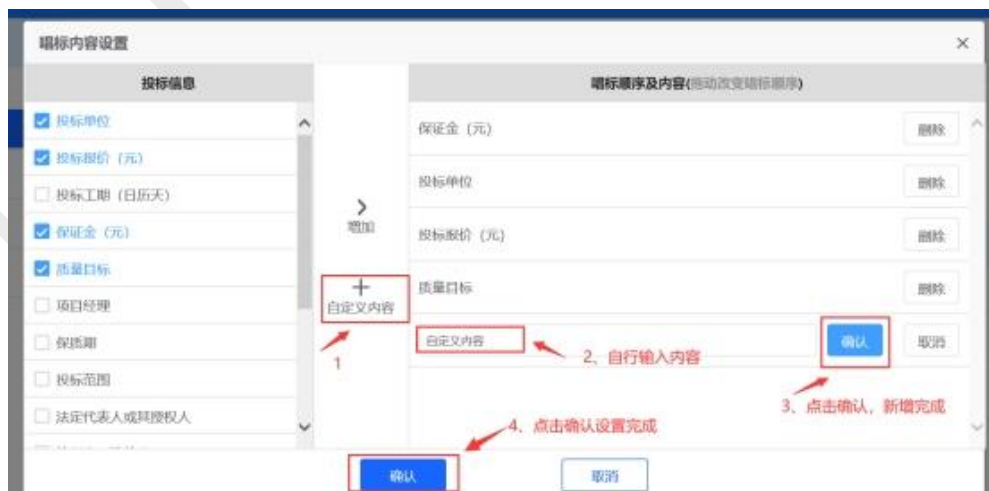 唱标内容设置
投标信息
唱标顺序及内容(拖动改变唱标顺序)
投标单位
投标报价（元）
投标工期（日历天）
保证金（元）
质量目标
项目经理
保质期
投标范围
法定代表人或其授权人
增加
自定义内容
1
保证金（元）
删除
投标单位
删除
投标报价（元）
删除
质量目标
删除
自定义内容
确认
取消
2、自行输入内容
3、点击确认，新增完成
4、点击确认设置完成
确认
取消